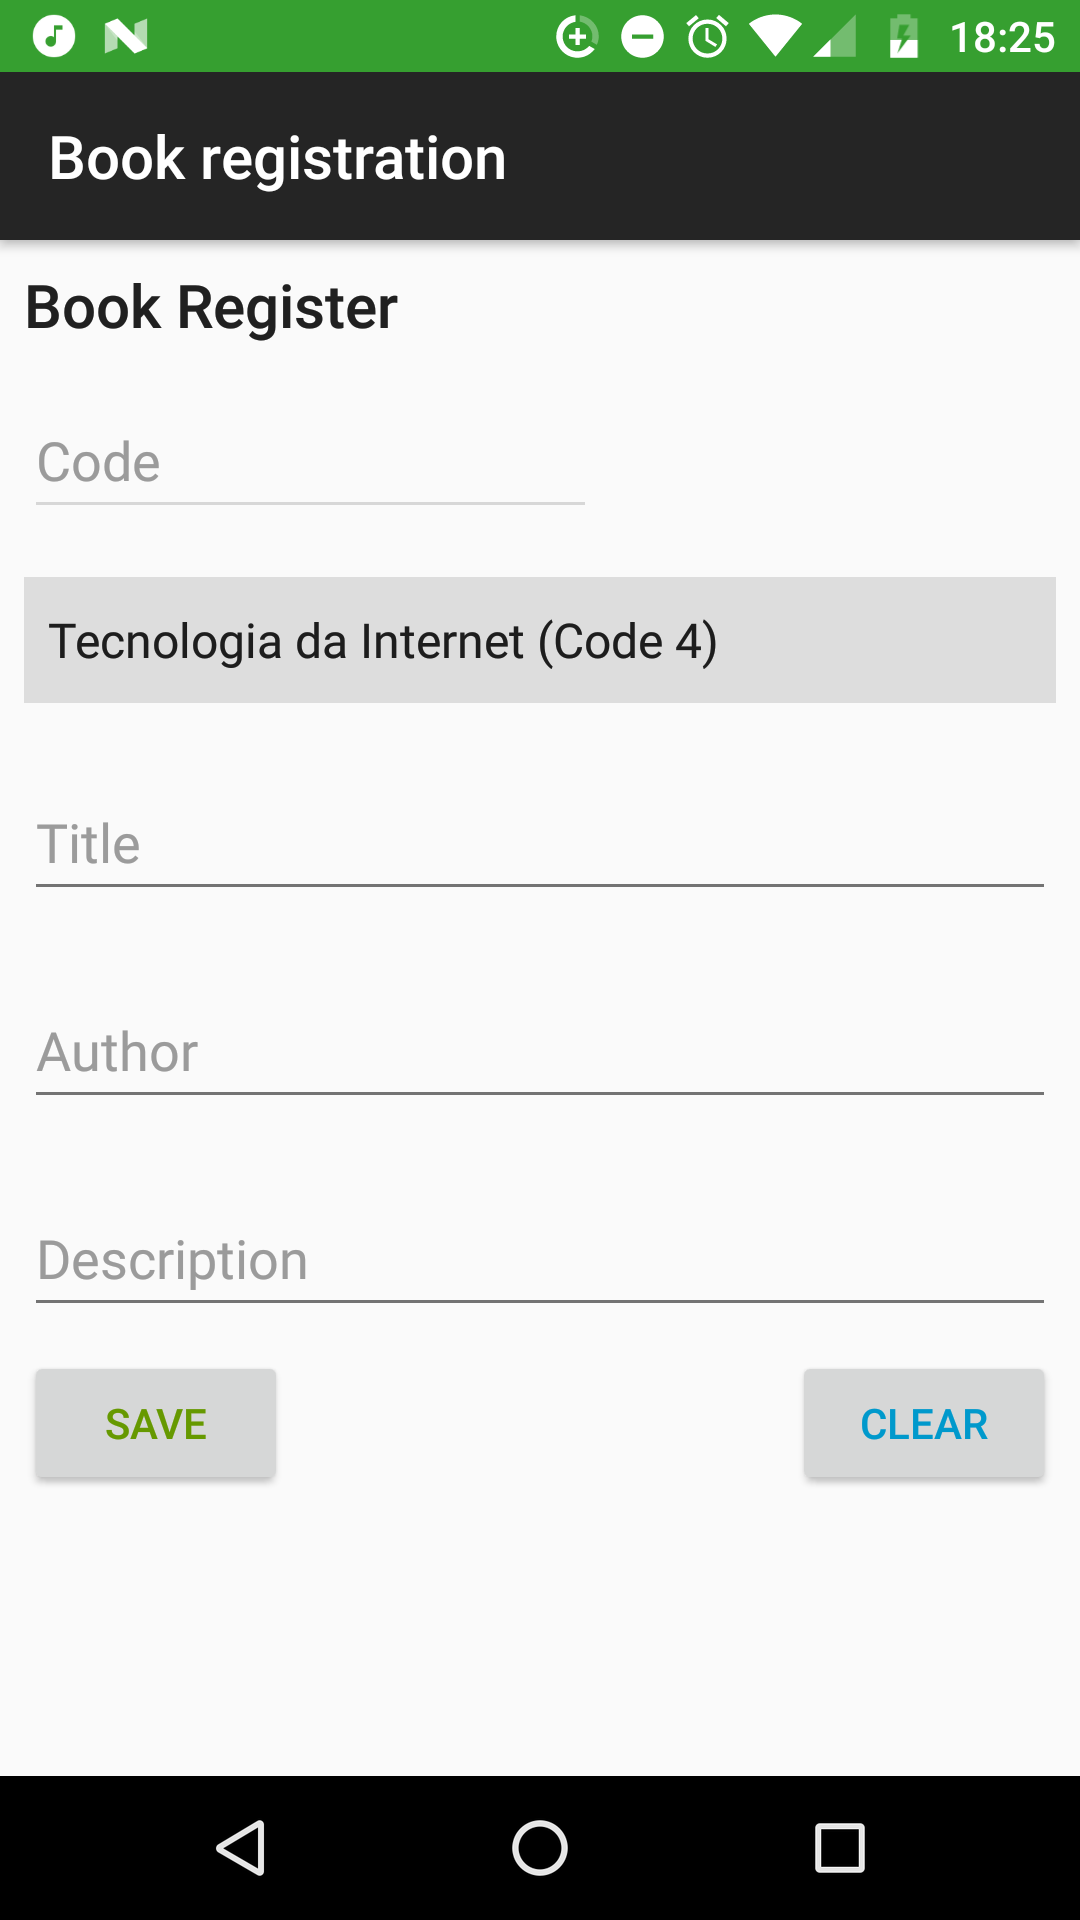 18:25
Book registration
Book Register
Code
Tecnologia da Internet (Code 4)
Title
Author
Description
SAVE CLEAR